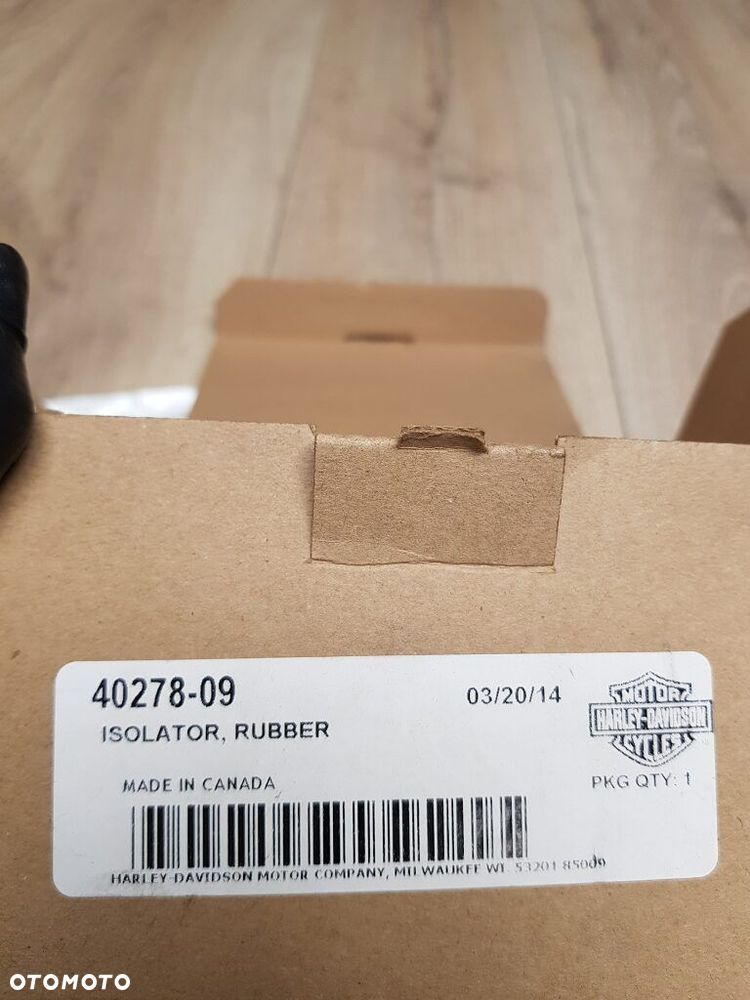 40278-09
03/20/14
ISOLATOR, RUBBER
MOTOR
HARLEY-DAVIDSON
CYCLES
MADE IN CANADA
PKG QTY: 1
HARLEY-DAVIDSON MOTOR COMPANY, MILWAUKEE WI. 53201 85009
OTOMOTO